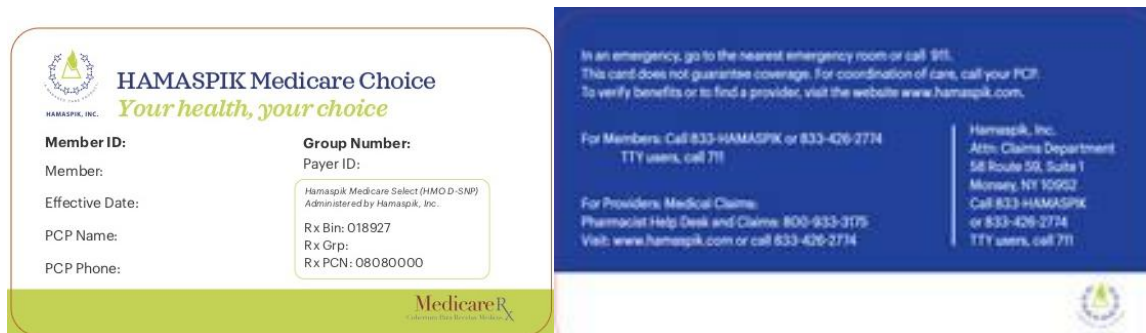 HAMASPIK, INC.
HAMASPIK Medicare Choice
Your health, your choice
Member ID:
Member:
Effective Date:
PCP Name:
PCP Phone:
Group Number:
Payer ID:
Hamaspik Medicare Select (HMO D-SNP)
Administered by Hamaspik, Inc.
Rx Bin: 018927
Rx Grp:
Rx PCN: 08080000
MedicareRx
In an emergency, go to the nearest emergency room or call 911.
This card does not guarantee coverage. For coordination of care, call your PCP.
To verify benefits or to find a provider, visit the website www.hamaspik.com.
For Members: Call 833-HAMASPIK or 833-426-2774
TTY users, call 711
For Providers: Medical Claims:
Pharmacist Help Desk and Claims: 800-933-3175
Visit: www.hamaspik.com or call 833-426-2774
Hamaspik, Inc.
Attn: Claims Department
58 Route 59, Suite 1
Monsey, NY 10952
Call 833-HAMASPIK
or 833-426-2774
TTY users, call 711